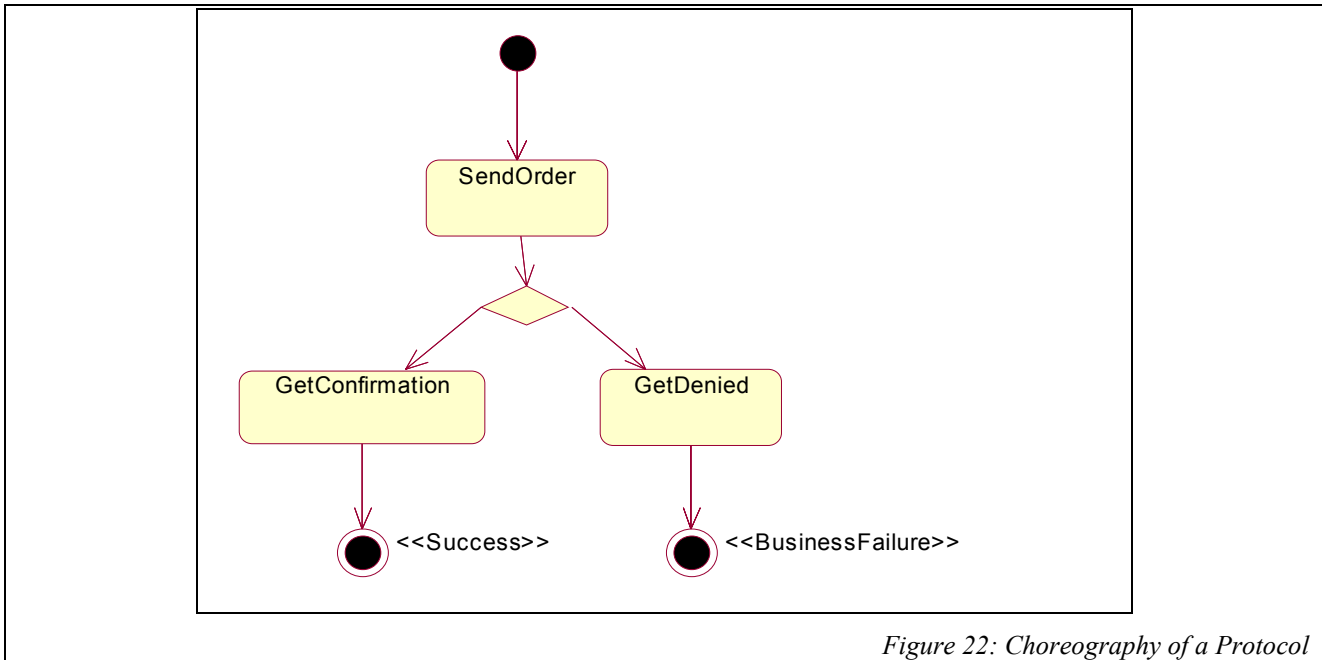 SendOrder
GetConfirmation
GetDenied
<<Success>>
<<BusinessFailure>>
Figure 22: Choreography of a Protocol